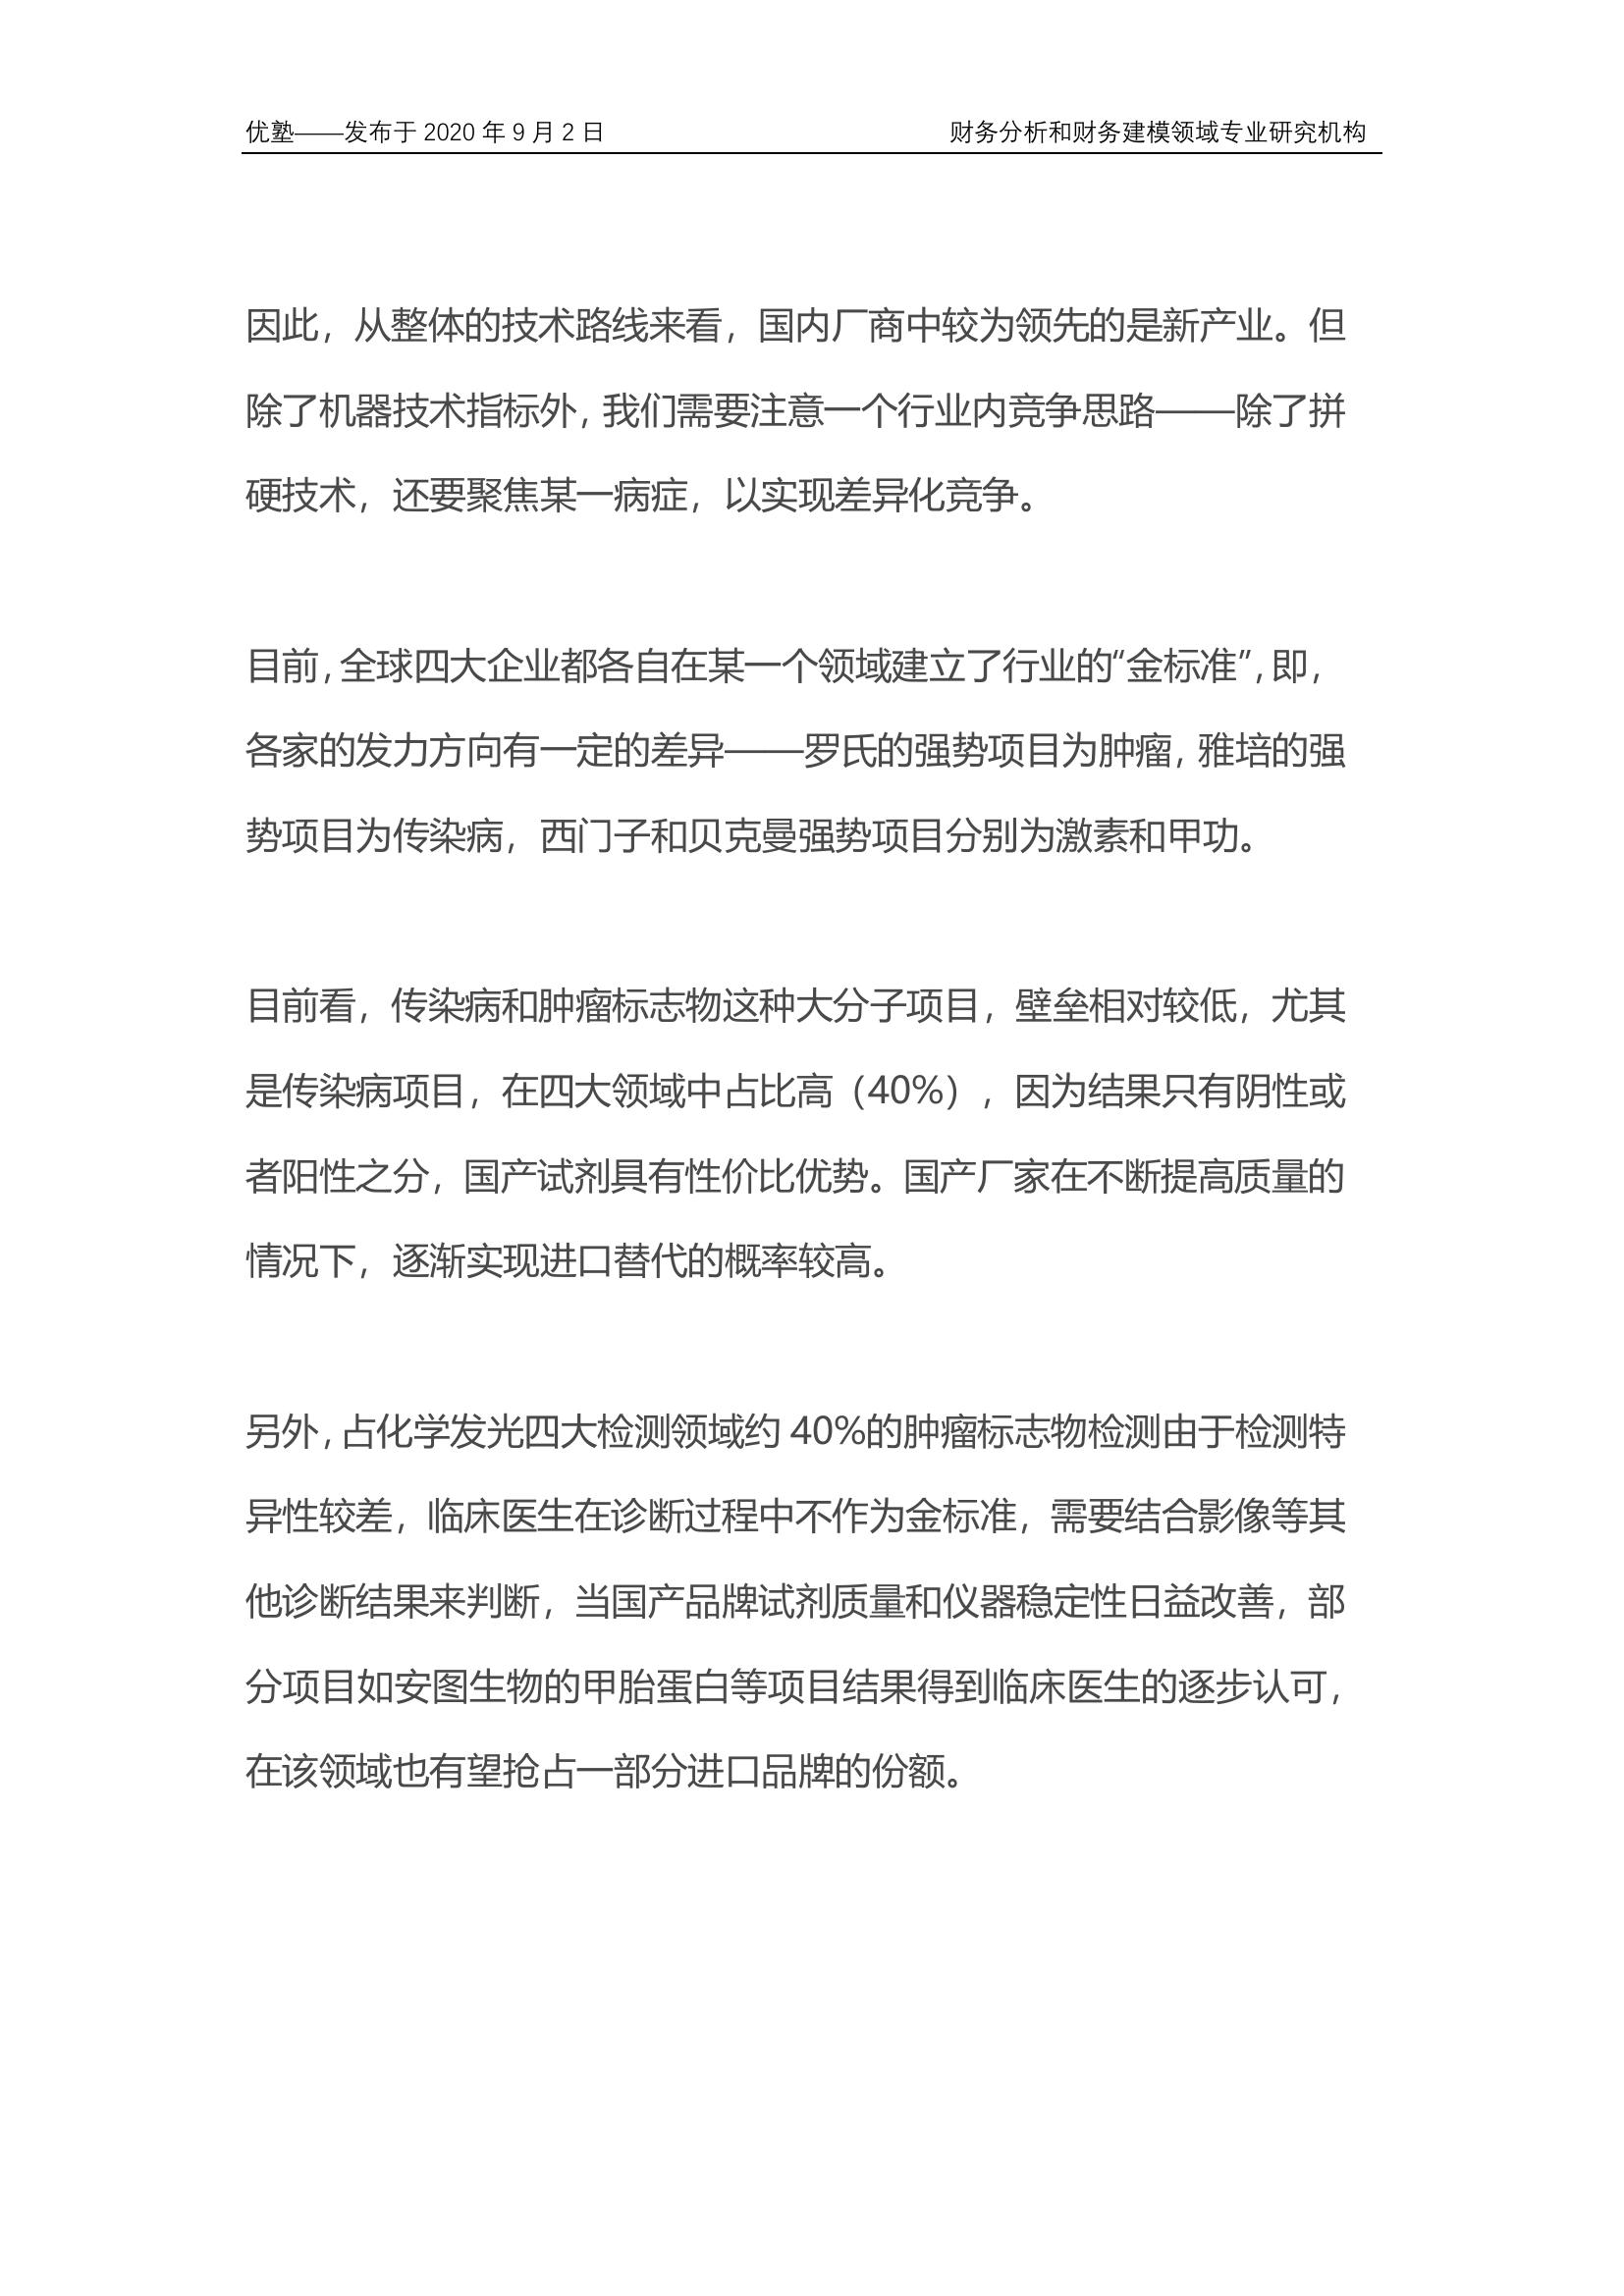 优塾——发布于 2020 年 9 月 2 日 财务分析和财务建模领域专业研究机构
因此，从整体的技术路线来看，国内厂商中较为领先的是新产业。但
除了机器技术指标外，我们需要注意一个行业内竞争思路——除了拼
硬技术，还要聚焦某一病症，以实现差异化竞争。
目前，全球四大企业都各自在某一个领域建立了行业的“金标准”，即，
各家的发力方向有一定的差异——罗氏的强势项目为肿瘤，雅培的强
势项目为传染病，西门子和贝克曼强势项目分别为激素和甲功。
目前看，传染病和肿瘤标志物这种大分子项目，壁垒相对较低，尤其
是传染病项目，在四大领域中占比高（40%），因为结果只有阴性或
者阳性之分，国产试剂具有性价比优势。国产厂家在不断提高质量的
情况下，逐渐实现进口替代的概率较高。
另外，占化学发光四大检测领域约 40%的肿瘤标志物检测由于检测特
异性较差，临床医生在诊断过程中不作为金标准，需要结合影像等其
他诊断结果来判断，当国产品牌试剂质量和仪器稳定性日益改善，部
分项目如安图生物的甲胎蛋白等项目结果得到临床医生的逐步认可，
在该领域也有望抢占一部分进口品牌的份额。